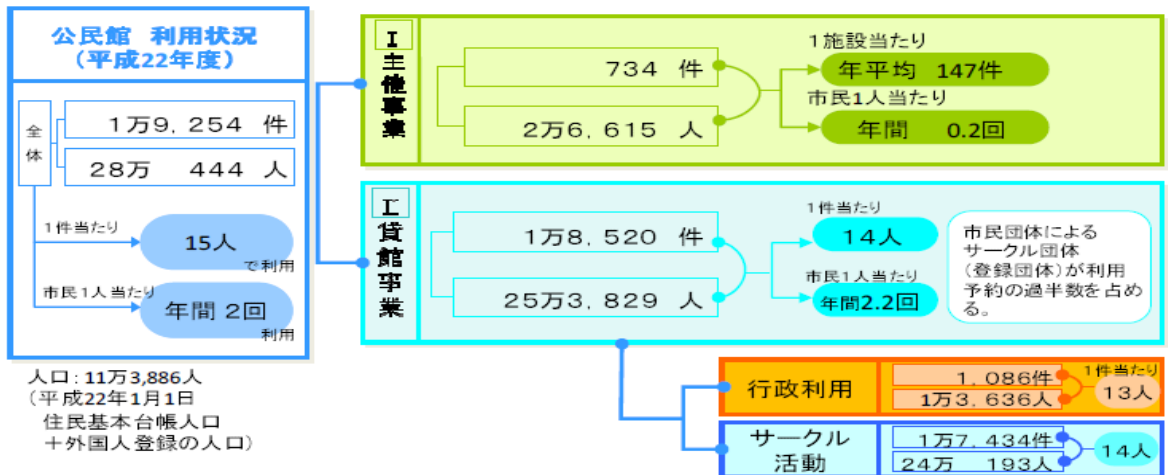 公民館 利用状況
（平成22年度）
全体
1万9，254 件
28万 444 人
1件当たり
15人
で利用
市民1人当たり
年間 2回
利用
人口：11万3,886人
（平成22年1月1日
住民基本台帳人口
＋外国人登録の人口）
Ⅰ主催事業
734 件
2万6，615 人
1施設当たり
年平均 147件
市民1人当たり
年間 0.2回
貸館事業
1万8，520 件
25万3，829 人
1件当たり
14人
市民1人当たり
年間2.2回
市民団体による
サークル団体
（登録団体）が利用
予約の過半数を占め
る。
行政利用
1，086件
1万3，636人
1件当たり
13人
サークル
活動
1万7，434件
24万 193人
14人